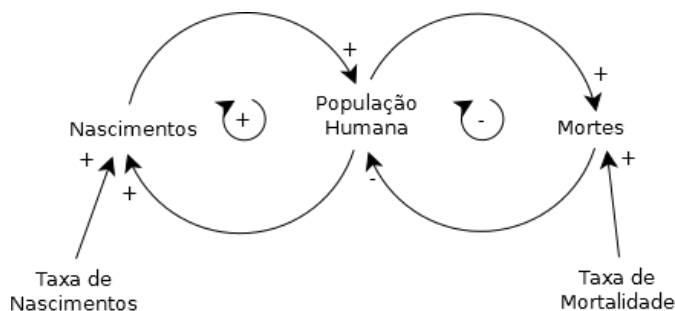 +
+
População
Humana
+
-
Nascimentos
Mortes
+
+
-
+
+
Taxa de
Nascimentos
Taxa de
Mortalidade